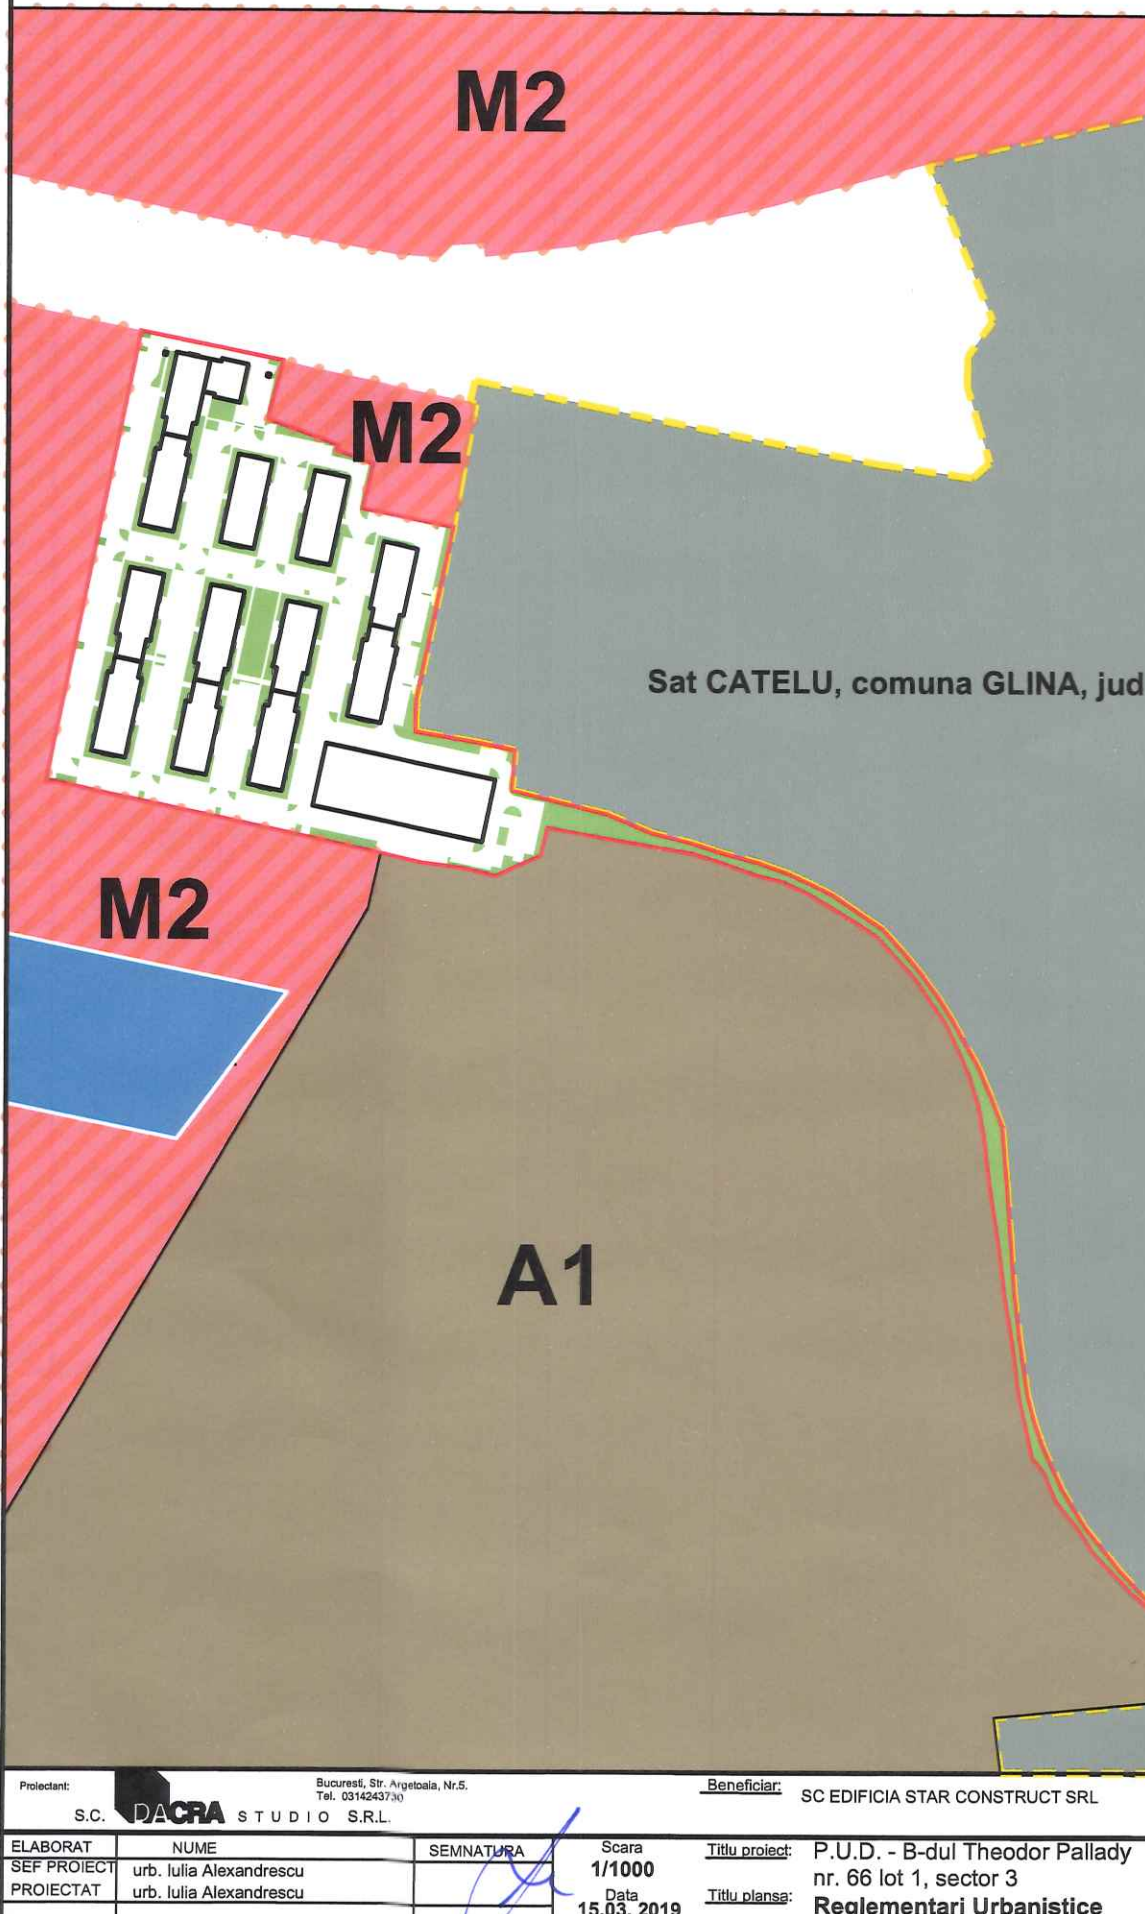 M2
M2
Sat CATELU, comuna GLINA, jud
M2
A1
Proiectant:
S.C. DACRA STUDIO S.R.L.
Bucuresti, Str. Argetoaia, Nr.5.
Tel. 0314243730
Beneficiar: SC EDIFICIA STAR CONSTRUCT SRL
ELABORAT NUME SEMNATURA
SEF PROIECT urb. Iulia Alexandrescu
PROIECTAT urb. Iulia Alexandrescu
Scara
1/1000
Data
15.03. 2019
Titlu proiect: P.U.D. - B-dul Theodor Pallady
nr. 66 lot 1, sector 3
Titlu plansa: Reglementari Urbanistice